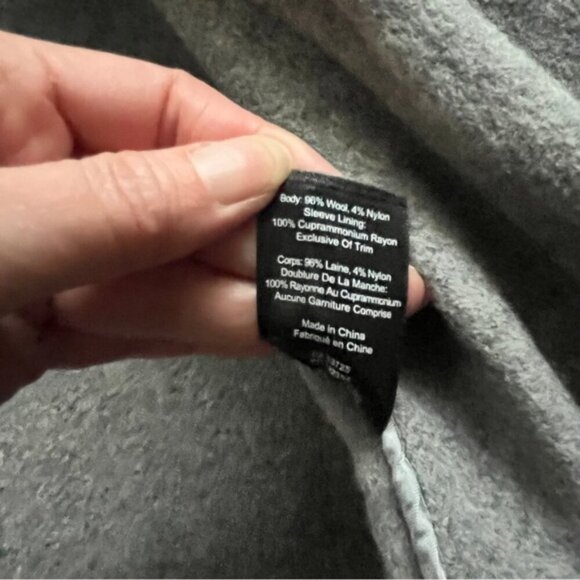 Body: 96% Wool, 4% Nylon
Sleeve Lining:
100% Cuprammonium Rayon
Exclusive Of Trim
Corps: 96% Laine, 4% Nylon
Doublure De La Manche:
100% Rayonne Au Cuprammonium
Aucune Garniture Comprise
Made in China
Fabriqué en Chine